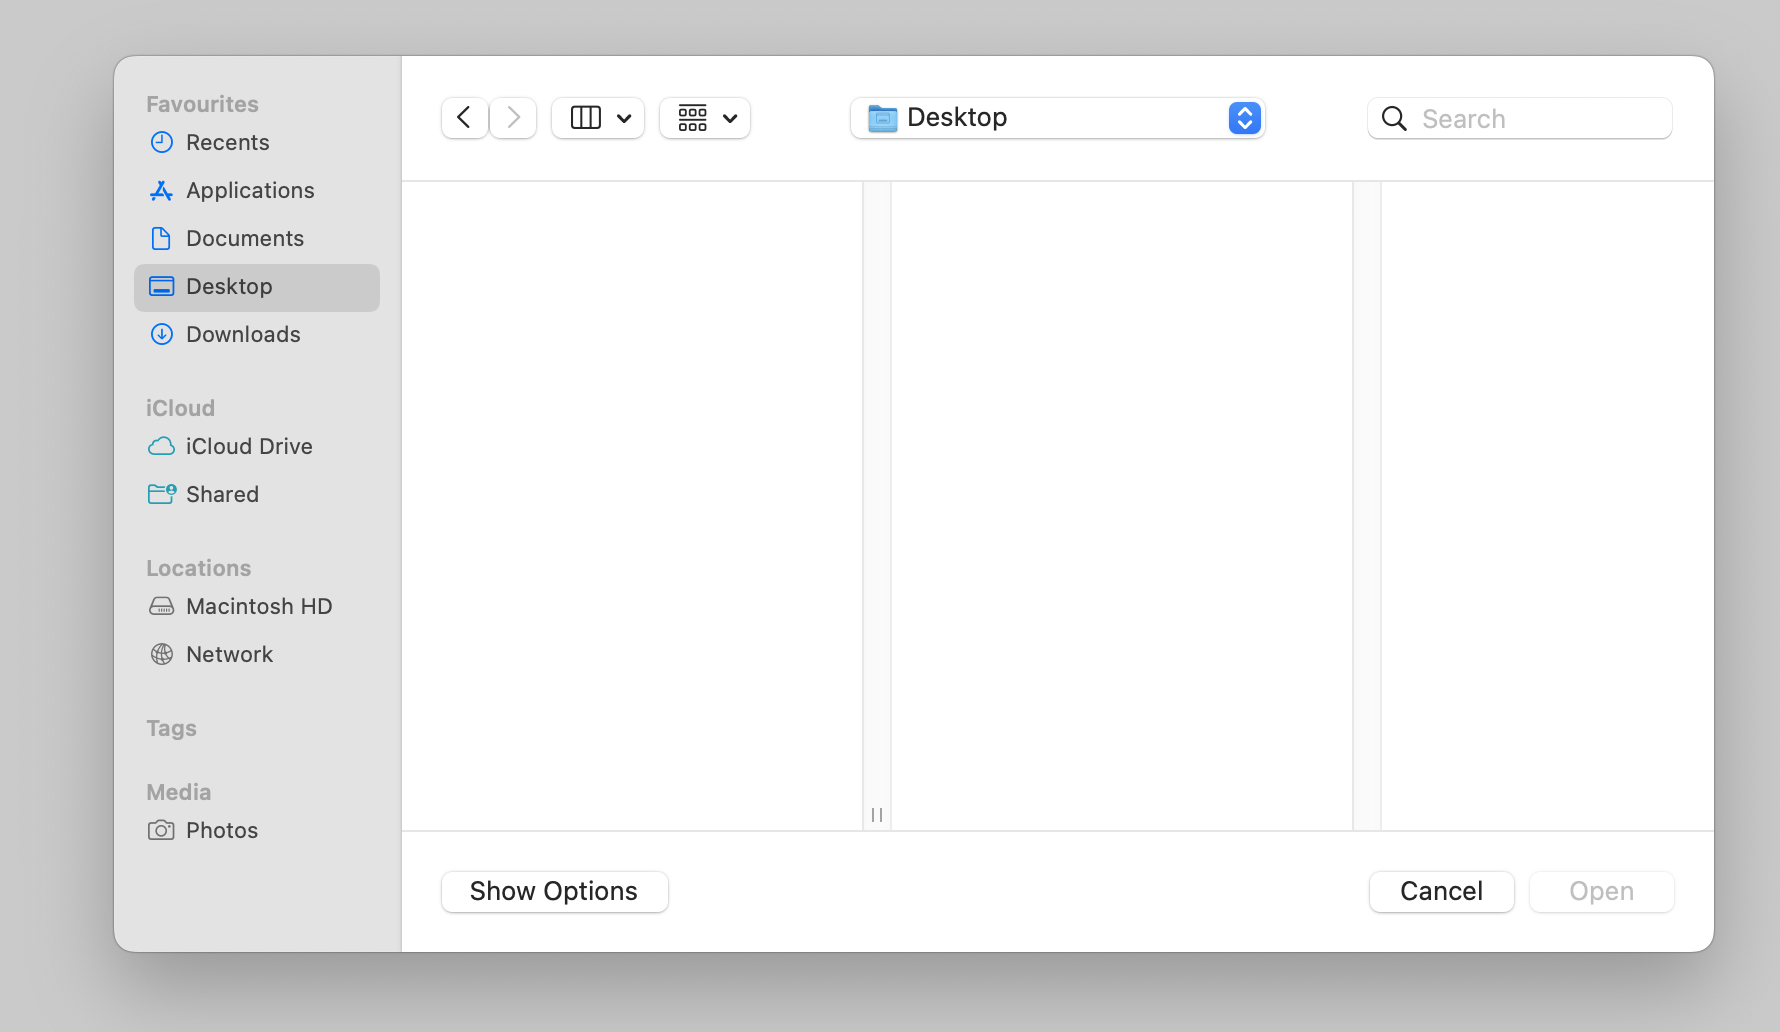 Favourites
Recents
Applications
Documents
Desktop
Downloads
iCloud
iCloud Drive
Shared
Locations
Macintosh HD
Network
Tags
Media
Photos
Desktop
Search
Show Options
Cancel
Open